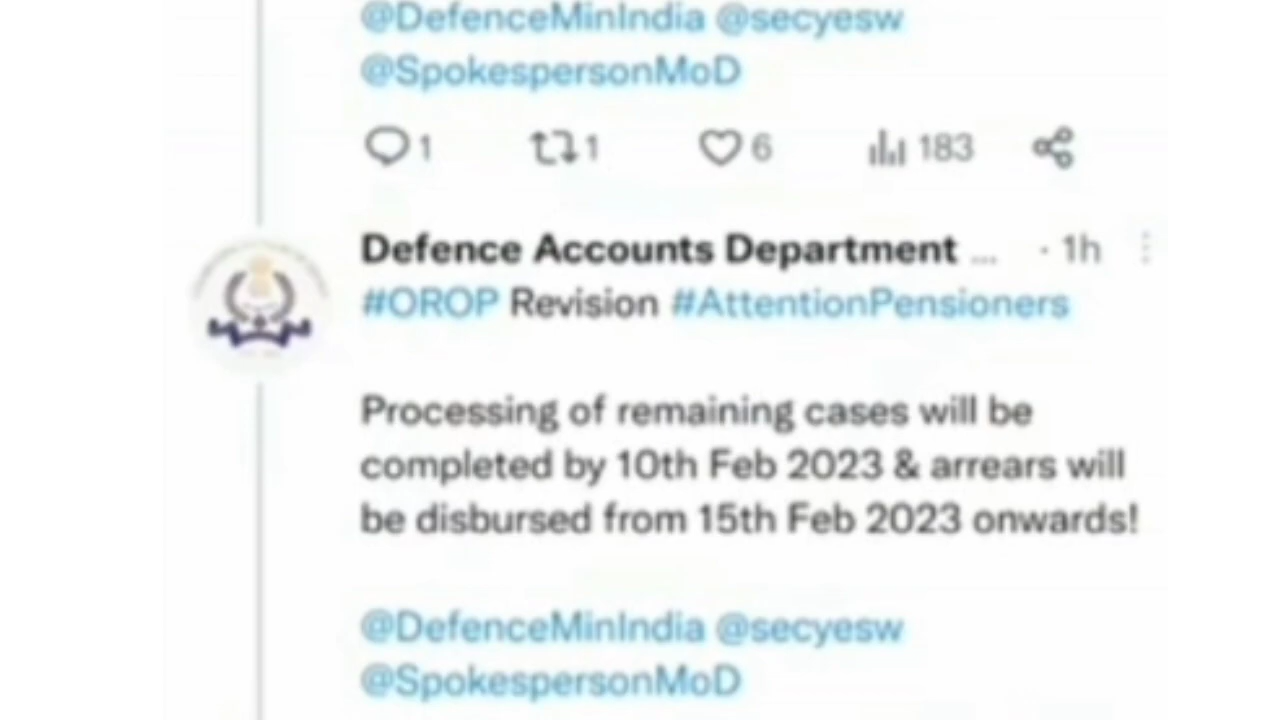 @DefenceMinIndia @secyesw
@SpokespersonMoD
1 1 6 183
Defence Accounts Department ... · 1h
#OROP Revision #AttentionPensioners
Processing of remaining cases will be
completed by 10th Feb 2023 & arrears will
be disbursed from 15th Feb 2023 onwards!
@DefenceMinIndia @secyesw
@SpokespersonMoD